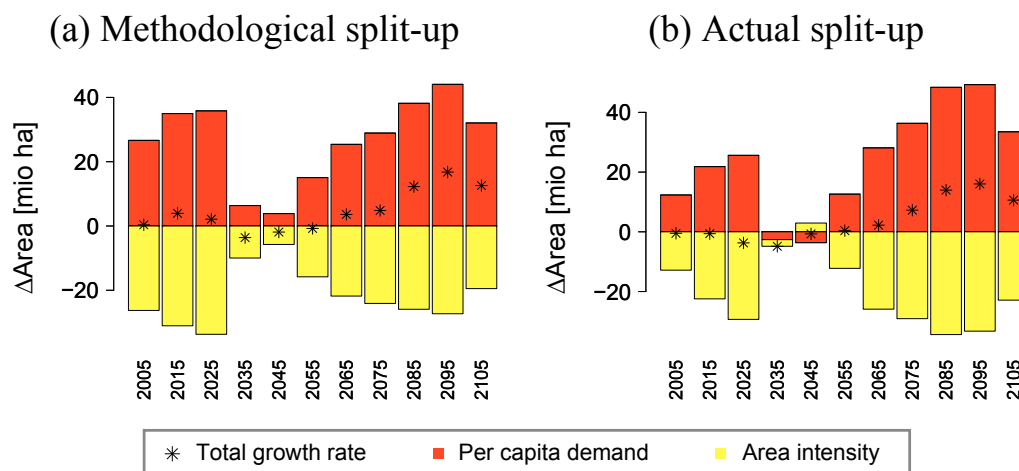 (a) Methodological split-up
(b) Actual split-up
ΔArea [mio ha]
40
20
0
−20
2005 2015 2025 2035 2045 2055 2065 2075 2085 2095 2105
ΔArea [mio ha]
40
20
0
−20
2005 2015 2025 2035 2045 2055 2065 2075 2085 2095 2105
Total growth rate Per capita demand Area intensity